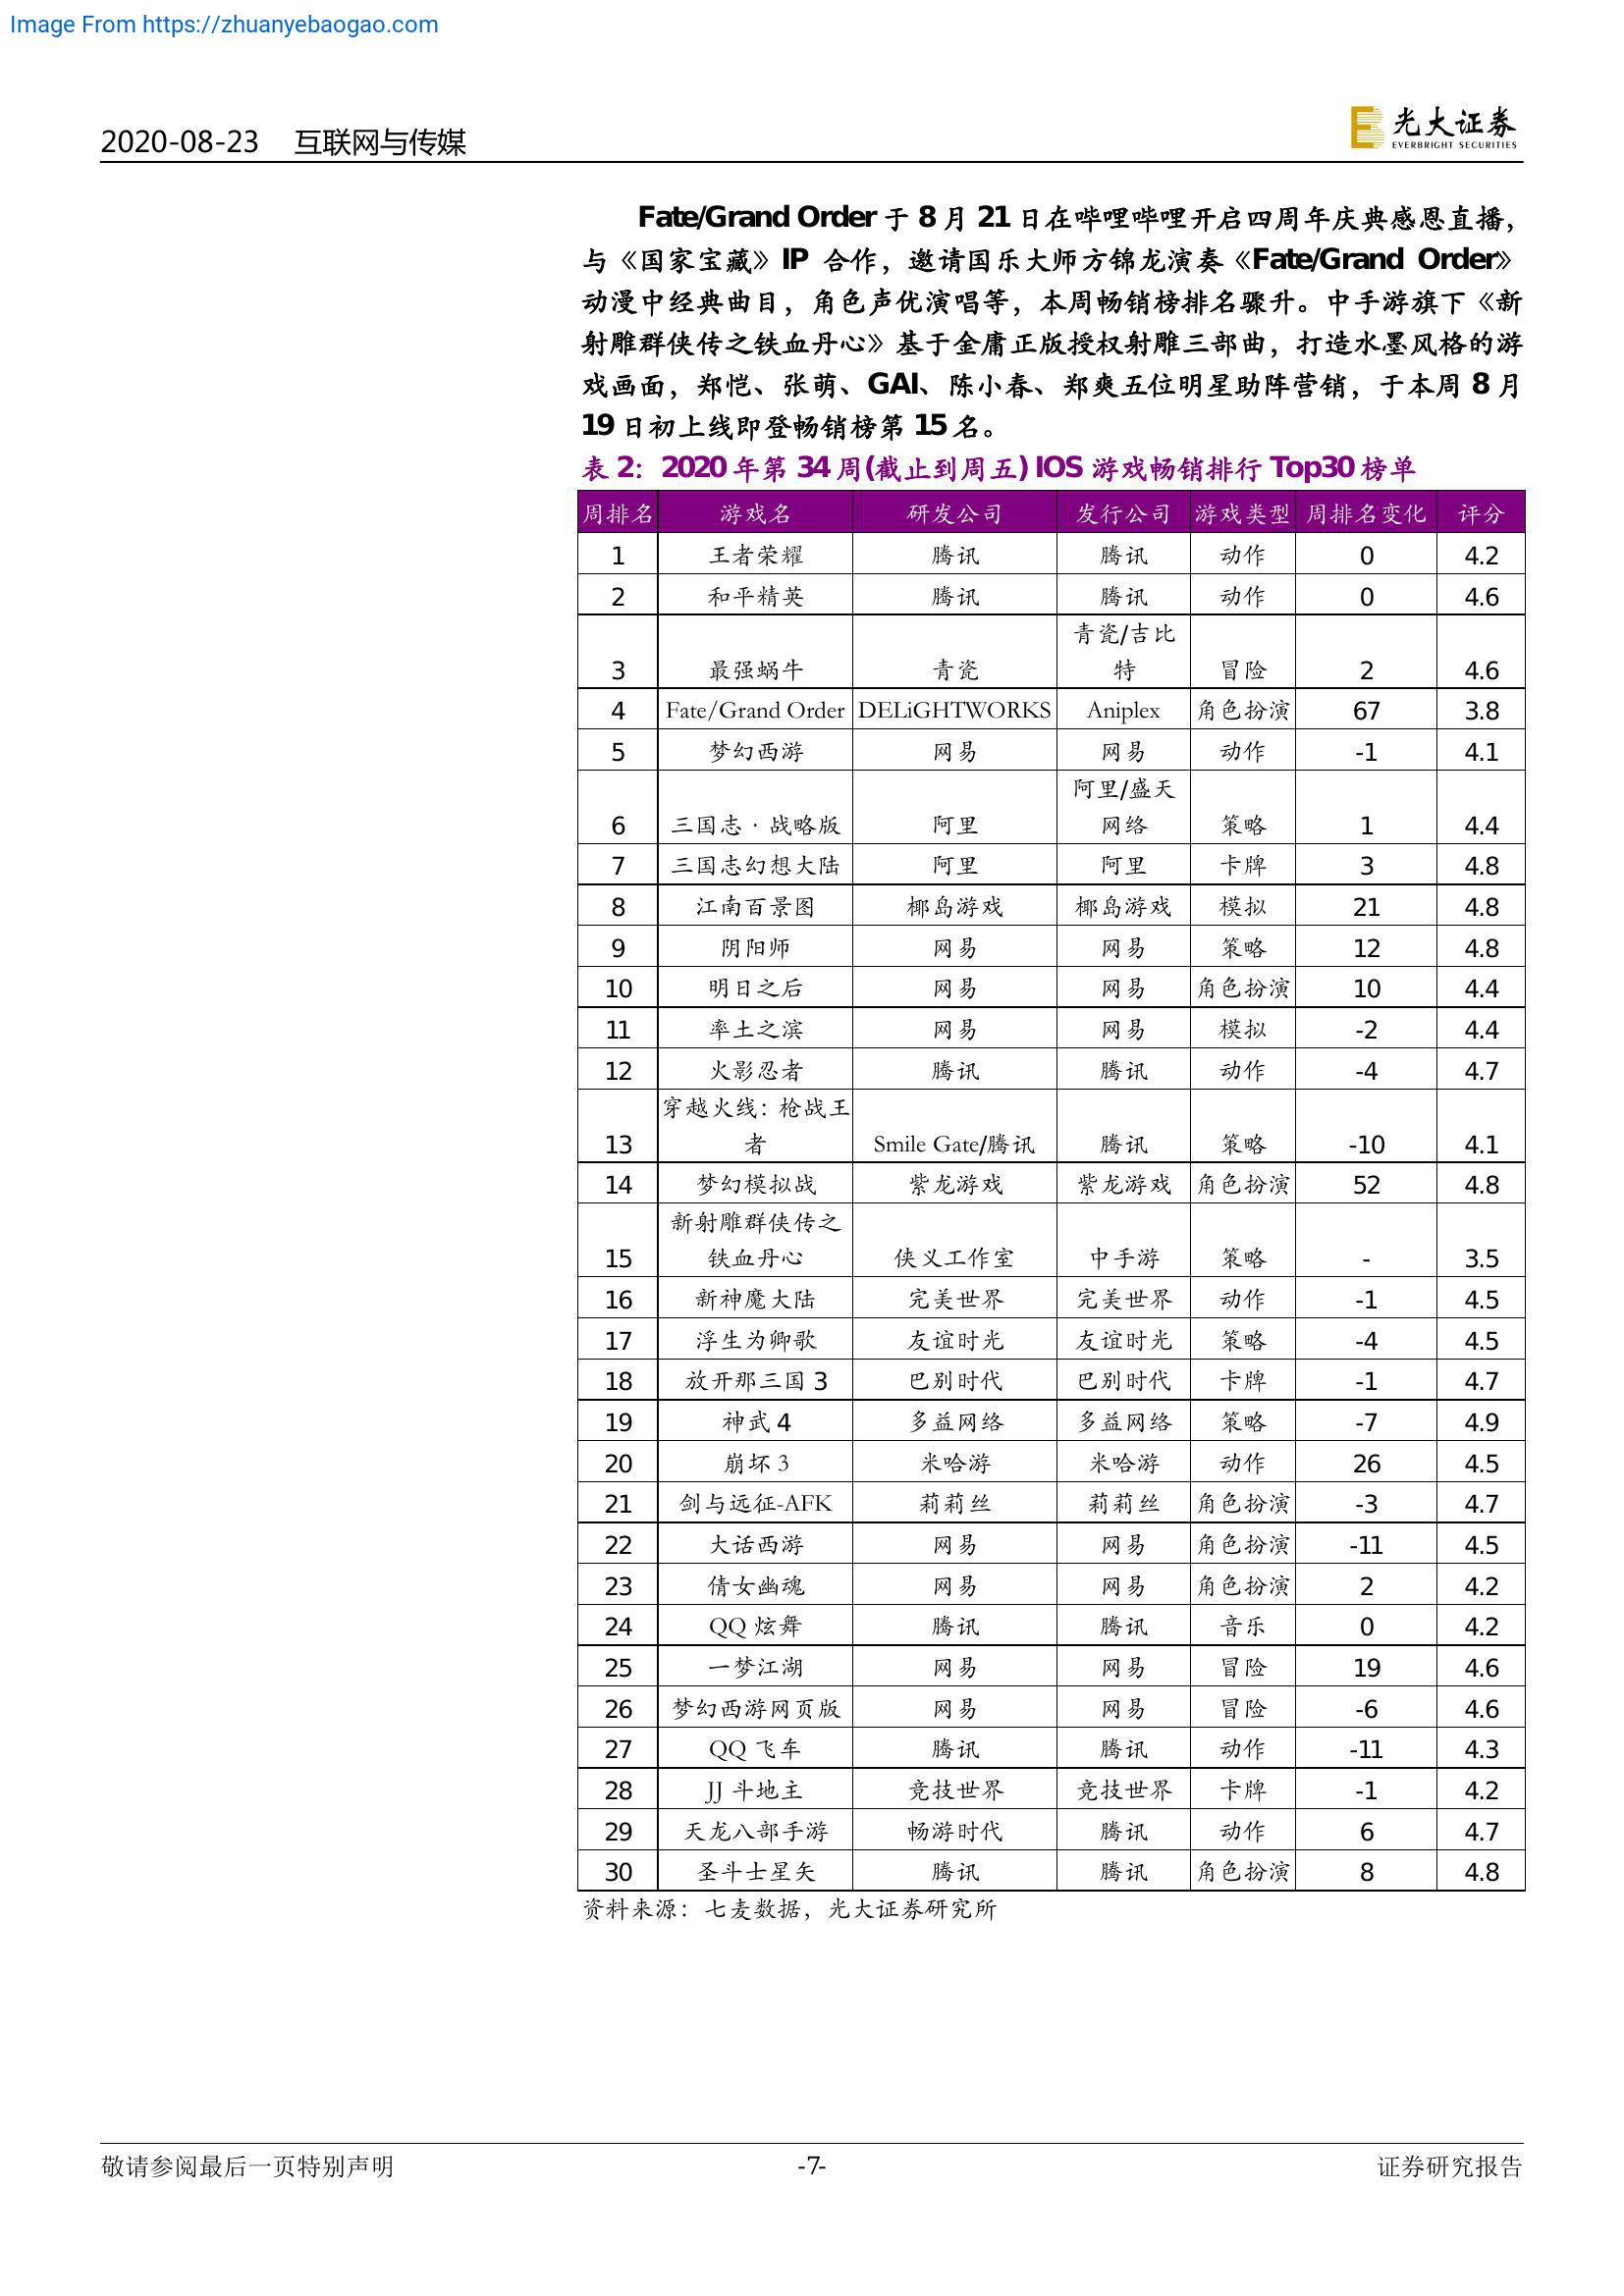 Image From https://zhuanyebaogao.com
2020-08-23 互联网与传媒
光大证券
EVERBRIGHT SECURITIES
Fate/Grand Order 于 8 月 21 日在哔哩哔哩开启四周年庆典感恩直播，
与《国家宝藏》IP 合作，邀请国乐大师方锦龙演奏《Fate/Grand Order》
动漫中经典曲目，角色声优演唱等，本周畅销榜排名骤升。中手游旗下《新
射雕群侠传之铁血丹心》基于金庸正版授权射雕三部曲，打造水墨风格的游
戏画面，郑恺、张萌、GAI、陈小春、郑爽五位明星助阵营销，于本周 8 月
19 日初上线即登畅销榜第 15 名。
表 2：2020 年第 34 周(截止到周五) IOS 游戏畅销排行 Top30 榜单
周排名 游戏名 研发公司 发行公司 游戏类型 周排名变化 评分
1 王者荣耀 腾讯 腾讯 动作 0 4.2
2 和平精英 腾讯 腾讯 动作 0 4.6
青瓷/吉比
3 最强蜗牛 青瓷 特 冒险 2 4.6
4 Fate/Grand Order DELiGHTWORKS Aniplex 角色扮演 67 3.8
5 梦幻西游 网易 网易 动作 -1 4.1
阿里/盛天
6 三国志·战略版 阿里 网络 策略 1 4.4
7 三国志幻想大陆 阿里 阿里 卡牌 3 4.8
8 江南百景图 椰岛游戏 椰岛游戏 模拟 21 4.8
9 阴阳师 网易 网易 策略 12 4.8
10 明日之后 网易 网易 角色扮演 10 4.4
11 率土之滨 网易 网易 模拟 -2 4.4
12 火影忍者 腾讯 腾讯 动作 -4 4.7
穿越火线：枪战王
13 者 Smile Gate/腾讯 腾讯 策略 -10 4.1
14 梦幻模拟战 紫龙游戏 紫龙游戏 角色扮演 52 4.8
新射雕群侠传之
15 铁血丹心 侠义工作室 中手游 策略 - 3.5
16 新神魔大陆 完美世界 完美世界 动作 -1 4.5
17 浮生为卿歌 友谊时光 友谊时光 策略 -4 4.5
18 放开那三国 3 巴别时代 巴别时代 卡牌 -1 4.7
19 神武 4 多益网络 多益网络 策略 -7 4.9
20 崩坏 3 米哈游 米哈游 动作 26 4.5
21 剑与远征-AFK 莉莉丝 莉莉丝 角色扮演 -3 4.7
22 大话西游 网易 网易 角色扮演 -11 4.5
23 倩女幽魂 网易 网易 角色扮演 2 4.2
24 QQ 炫舞 腾讯 腾讯 音乐 0 4.2
25 一梦江湖 网易 网易 冒险 19 4.6
26 梦幻西游网页版 网易 网易 冒险 -6 4.6
27 QQ 飞车 腾讯 腾讯 动作 -11 4.3
28 JJ 斗地主 竞技世界 竞技世界 卡牌 -1 4.2
29 天龙八部手游 畅游时代 腾讯 动作 6 4.7
30 圣斗士星矢 腾讯 腾讯 角色扮演 8 4.8
资料来源：七麦数据，光大证券研究所
敬请参阅最后一页特别声明 -7- 证券研究报告